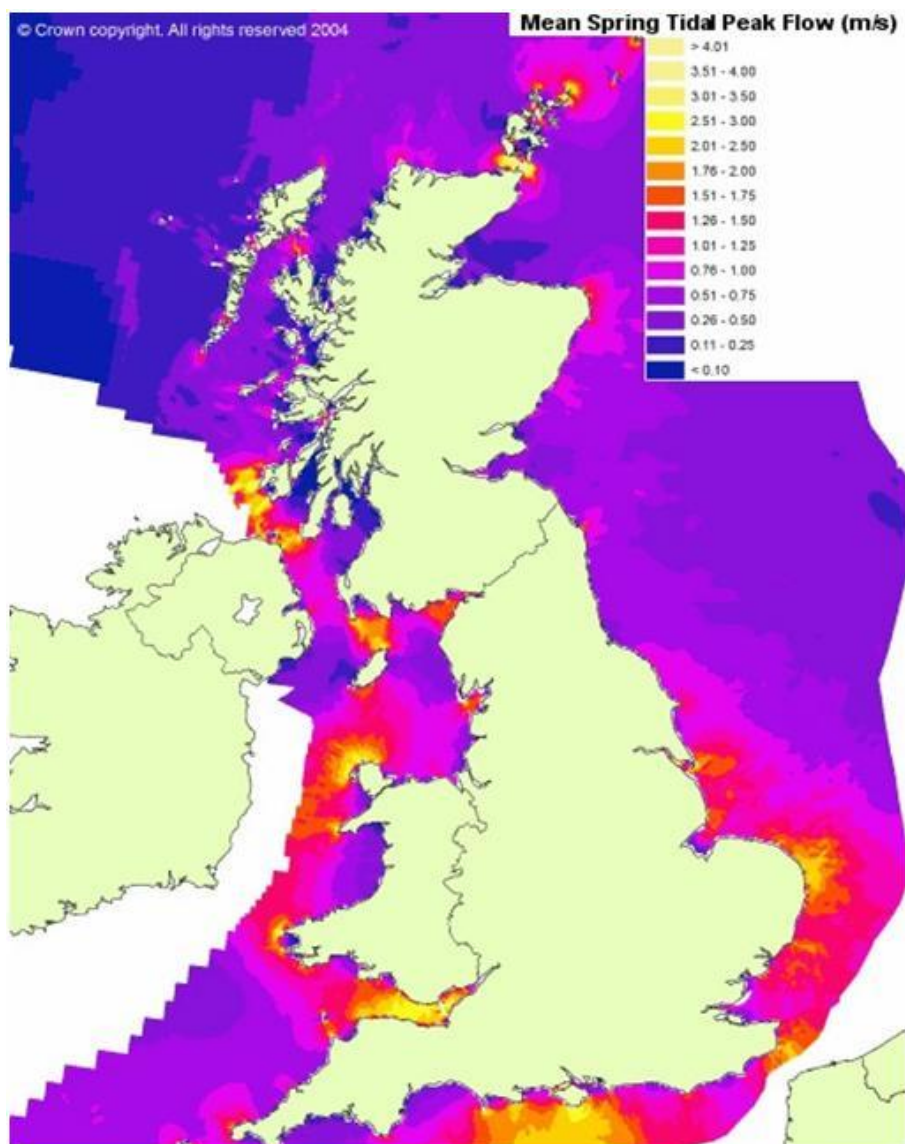 © Crown copyright. All rights reserved 2004
Mean Spring Tidal Peak Flow (m/s)
> 4.01
3.51 - 4.00
3.01 - 3.50
2.51 - 3.00
2.01 - 2.50
1.76 - 2.00
1.51 - 1.75
1.26 - 1.50
1.01 - 1.25
0.76 - 1.00
0.51 - 0.75
0.26 - 0.50
0.11 - 0.25
< 0.10